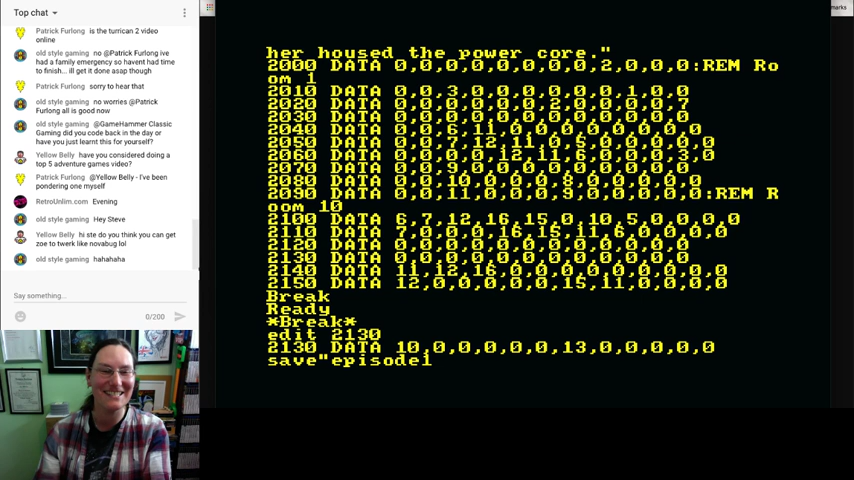 Top chat
Patrick Furlong is the turrican 2 video
online
old style gaming no @Patrick Furlong ive
had a family emergency so havent had time
to finish... ill get it done asap though
Patrick Furlong sorry to hear that
old style gaming no worries @Patrick
Furlong all is good now
old style gaming @GameHammer Classic
Gaming did you code back in the day or
have you just learnt this for yourself?
Yellow Belly have you considered doing a
top 5 adventure games video?
Patrick Furlong @Yellow Belly - I've been
pondering one myself
RetroUnlim.com Evening
old style gaming Hey Steve
Yellow Belly hi ste do you think you can get
zoe to twerk like novabug lol
old style gaming hahahaha
Say something...
0/200
marks
her housed the power core."
2000 DATA 0,0,0,0,0,0,0,0,2,0,0,0:REM Ro
om 1
2010 DATA 0,0,3,0,0,0,0,0,0,1,0,0
2020 DATA 0,0,0,0,0,0,2,0,0,0,0,7
2030 DATA 0,0,0,0,0,0,0,0,0,0,0,0
2040 DATA 0,0,6,11,0,0,0,0,0,0,0,0
2050 DATA 0,0,7,12,11,0,5,0,0,0,0,0
2060 DATA 0,0,0,0,12,11,6,0,0,0,3,0
2070 DATA 0,0,9,0,0,0,0,0,0,0,0,0
2080 DATA 0,0,10,0,0,0,8,0,0,0,0,0
2090 DATA 0,0,11,0,0,0,9,0,0,0,0,0:REM R
oom 10
2100 DATA 6,7,12,16,15,0,10,5,0,0,0,0
2110 DATA 7,0,0,0,16,15,11,6,0,0,0,0
2120 DATA 0,0,0,0,0,0,0,0,0,0,0,0
2130 DATA 0,0,0,0,0,0,0,0,0,0,0,0
2140 DATA 11,12,16,0,0,0,0,0,0,0,0,0
2150 DATA 12,0,0,0,0,0,15,11,0,0,0,0
Break
Ready
*Break*
edit 2130
2130 DATA 10,0,0,0,0,0,13,0,0,0,0,0
save"episode1